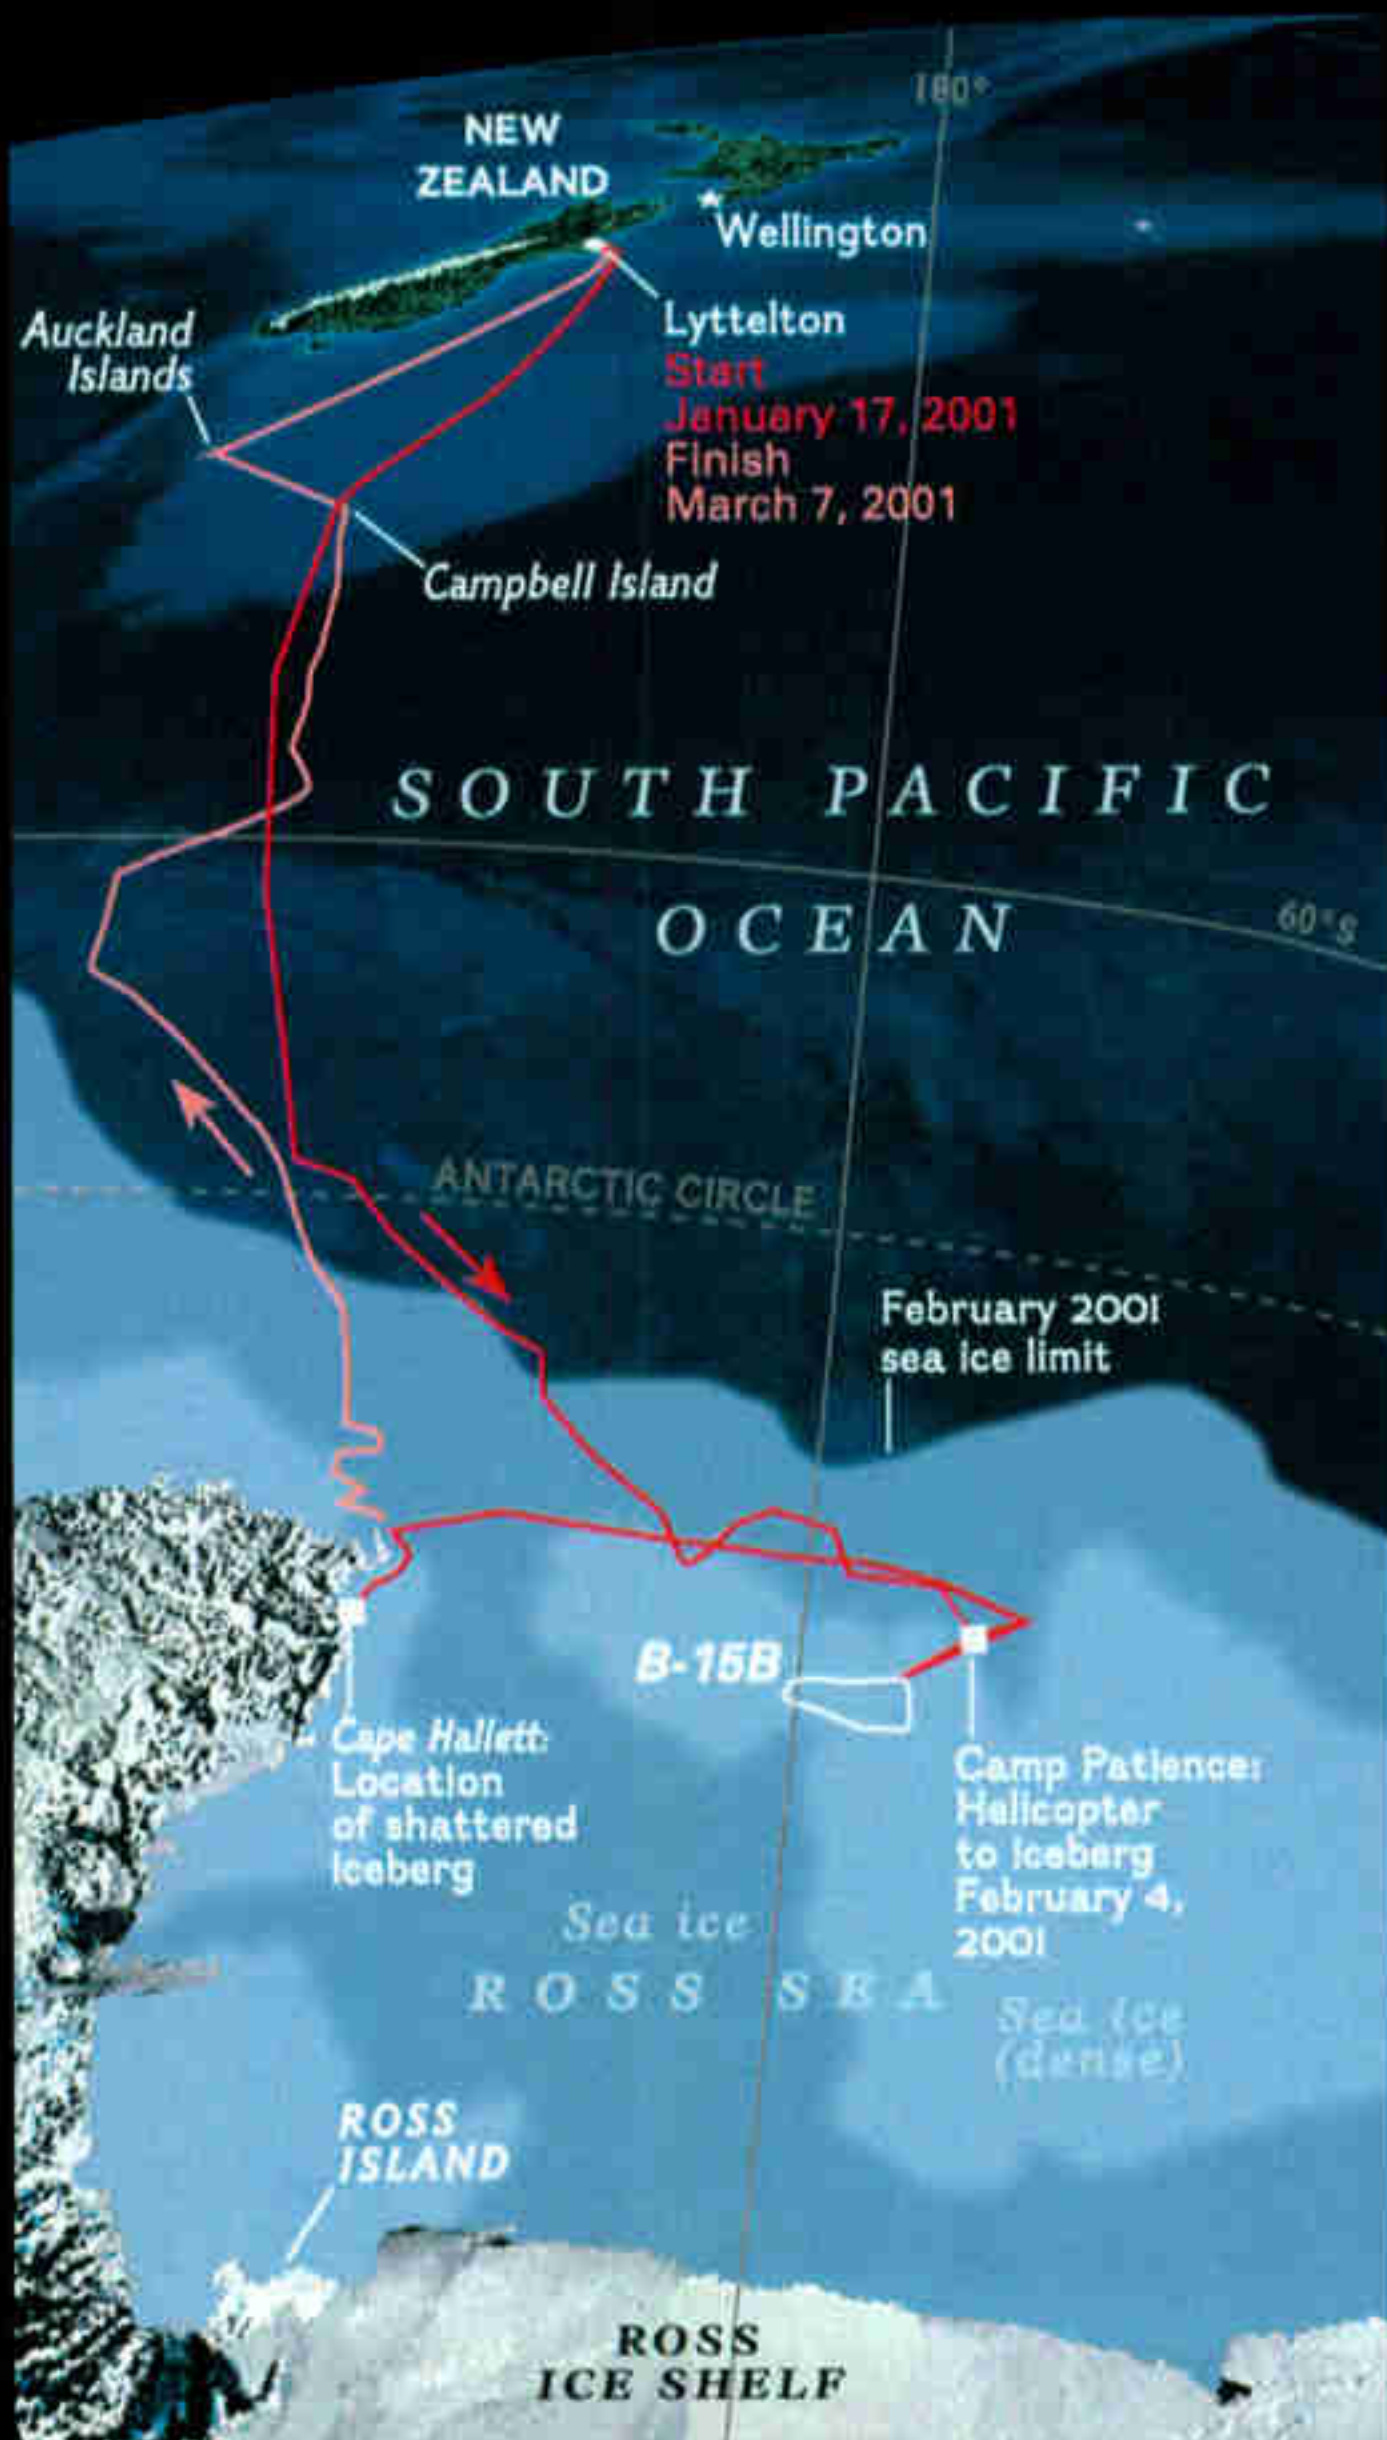 180°
NEW
ZEALAND
Wellington
Auckland
Islands
Lyttelton
Start
January 17, 2001
Finish
March 7, 2001
Campbell Island
SOUTH PACIFIC
OCEAN
60°S
ANTARCTIC CIRCLE
February 2001
sea ice limit
B-15B
Cape Hallett:
Location
of shattered
iceberg
Camp Patience:
Helicopter
to iceberg
February 4,
2001
Sea ice
ROSS SEA
Sea ice
(dense)
ROSS
ISLAND
ROSS
ICE SHELF